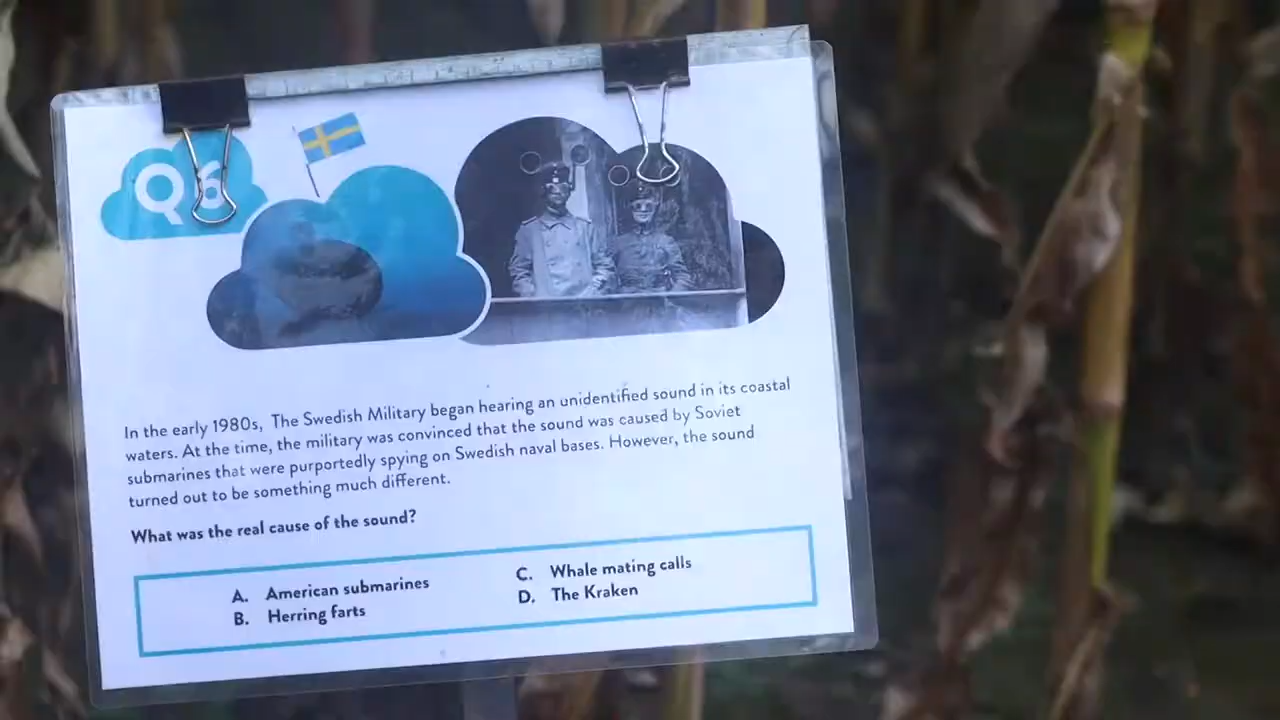 Q6
In the early 1980s, The Swedish Military began hearing an unidentified sound in its coastal
waters. At the time, the military was convinced that the sound was caused by Soviet
submarines that were purportedly spying on Swedish naval bases. However, the sound
turned out to be something much different.
What was the real cause of the sound?
A. American submarines
B. Herring farts
C. Whale mating calls
D. The Kraken